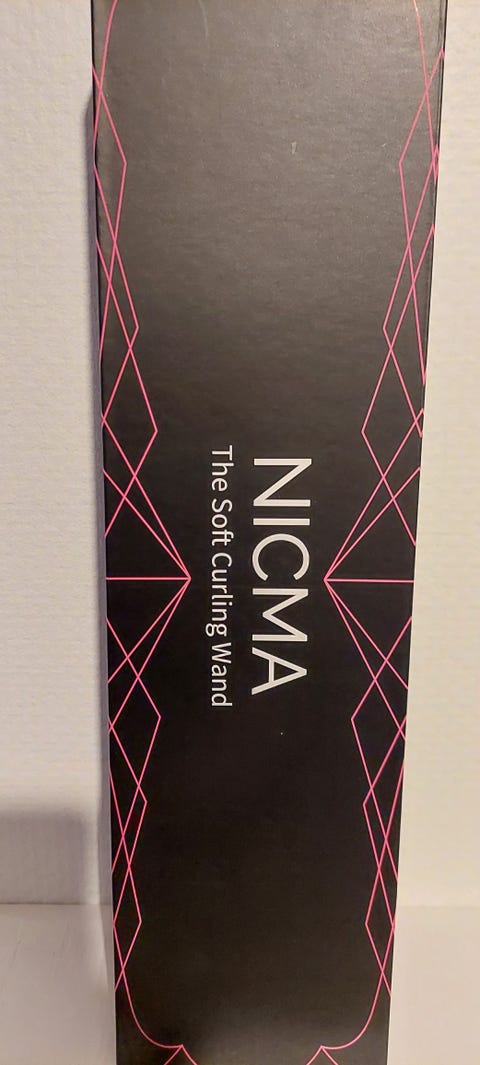 NICMA
The Soft Curling Wand